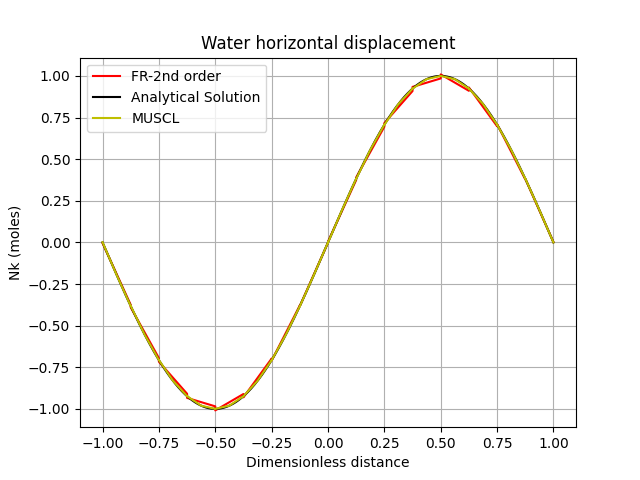 Water horizontal displacement
FR-2nd order
Analytical Solution
MUSCL
Nk (moles)
1.00
0.75
0.50
0.25
0.00
−0.25
−0.50
−0.75
−1.00
−1.00 −0.75 −0.50 −0.25 0.00 0.25 0.50 0.75 1.00
Dimensionless distance